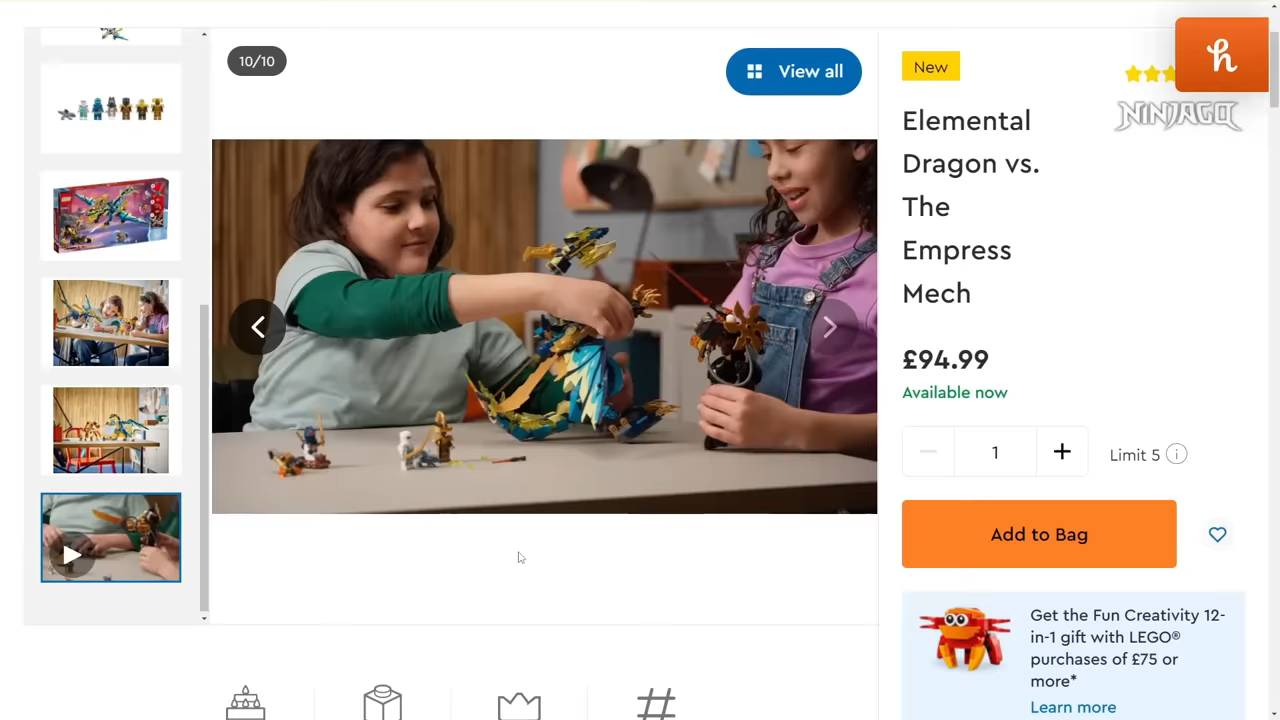 10/10
View all
New
NINJAGO
Elemental
Dragon vs.
The
Empress
Mech
£94.99
Available now
1
Limit 5
Add to Bag
Get the Fun Creativity 12-
in-1 gift with LEGO®
purchases of £75 or
more*
Learn more